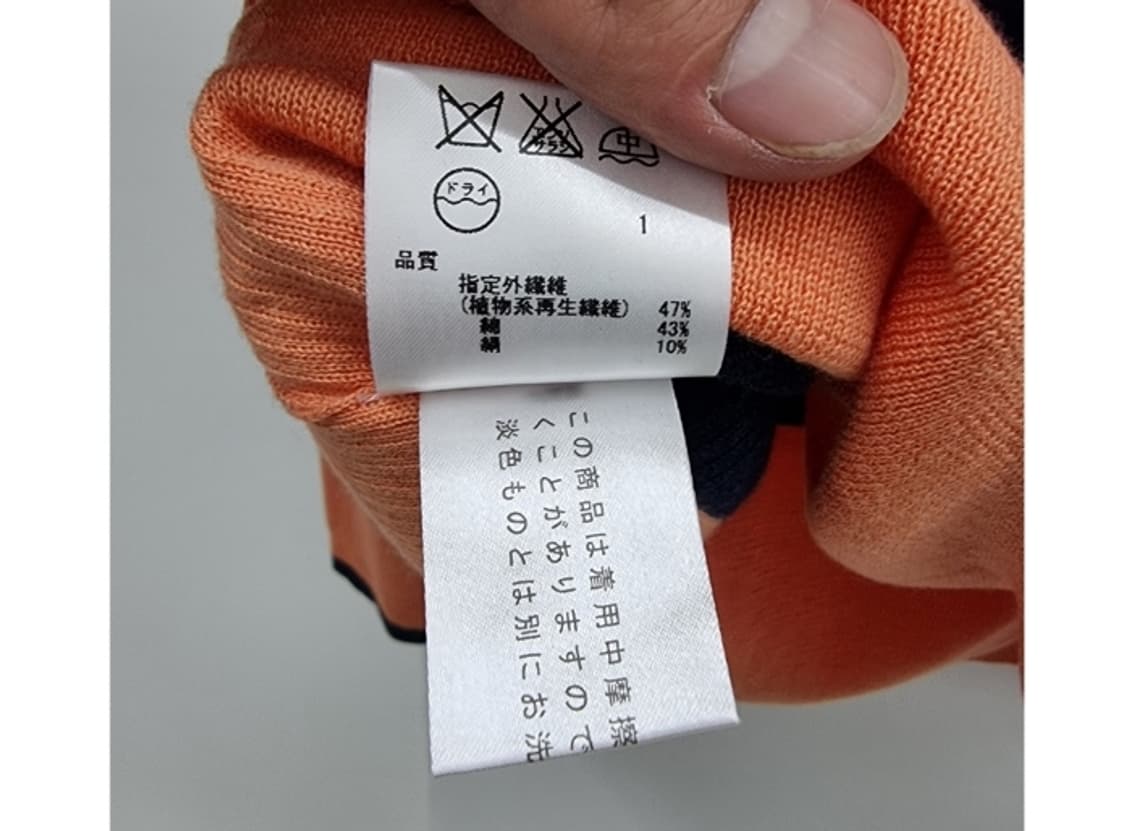 中
ドライ
1
品質
指定外繊維
(植物系再生繊維) 47%
綿 43%
絹 10%
この商品は着用中摩擦
くことがありますので
淡色ものとは別にお洗